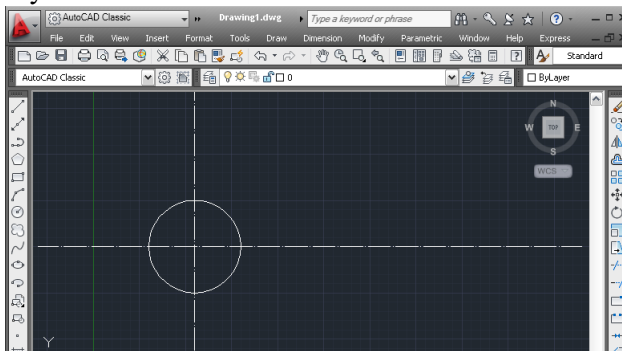 AutoCAD Classic Drawing1.dwg Type a keyword or phrase
File Edit View Insert Format Tools Draw Dimension Modify Parametric Window Help Express
Standard
AutoCAD Classic 0 ByLayer
N
W TOP E
S
WCS
Y